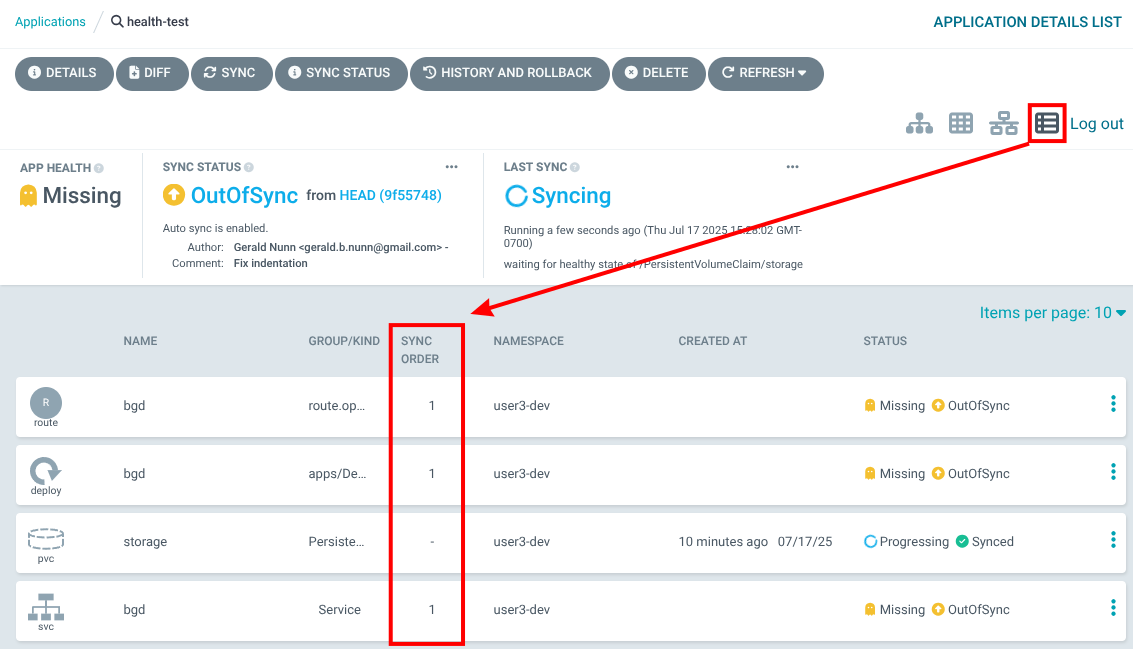 Applications / health-test
APPLICATION DETAILS LIST
DETAILS
DIFF
SYNC
SYNC STATUS
HISTORY AND ROLLBACK
DELETE
REFRESH
Log out
APP HEALTH
Missing
SYNC STATUS
OutOfSync from HEAD (9f55748)
Auto sync is enabled.
Author: Gerald Nunn <gerald.b.nunn@gmail.com> -
Comment: Fix indentation
LAST SYNC
Syncing
Running a few seconds ago (Thu Jul 17 2025 GMT-
0700)
waiting for healthy state of /PersistentVolumeClaim/storage
Items per page: 10
NAME GROUP/KIND SYNC ORDER NAMESPACE CREATED AT STATUS
R
route
bgd route.op... 1 user3-dev Missing OutOfSync
deploy
bgd apps/De... 1 user3-dev Missing OutOfSync
pvc
storage Persiste... - user3-dev 10 minutes ago 07/17/25 Progressing Synced
svc
bgd Service 1 user3-dev Missing OutOfSync